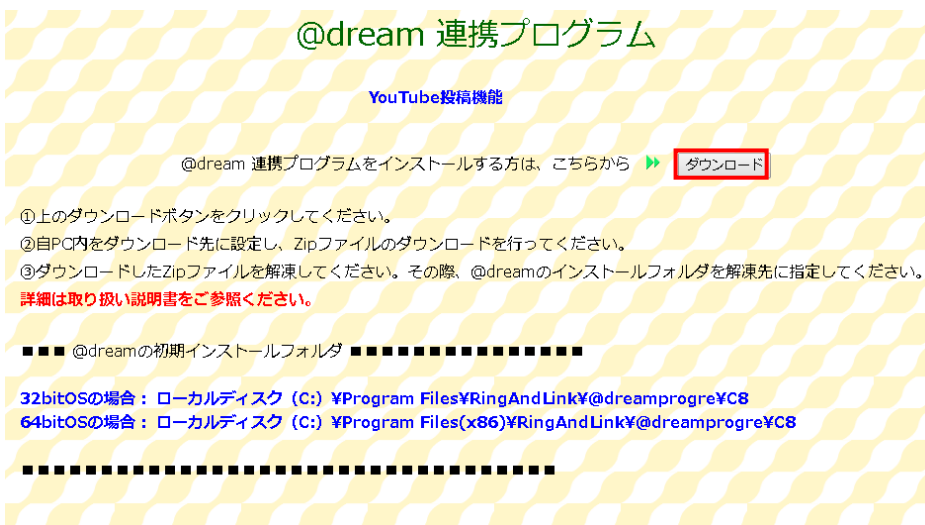 @dream 連携プログラム
YouTube投稿機能
@dream 連携プログラムをインストールする方は、こちらから ダウンロード
①上のダウンロードボタンをクリックしてください。
②自PC内をダウンロード先に設定し、Zipファイルのダウンロードを行ってください。
③ダウンロードしたZipファイルを解凍してください。その際、@dreamのインストールフォルダを解凍先に指定してください。
詳細は取り扱い説明書をご参照ください。
■■■ @dreamの初期インストールフォルダ ■■■■■■■■■■■■■■■
32bitOSの場合： ローカルディスク（C:）¥Program Files¥RingAndLink¥@dreamprogre¥C8
64bitOSの場合： ローカルディスク（C:）¥Program Files(x86)¥RingAndLink¥@dreamprogre¥C8
■■■■■■■■■■■■■■■■■■■■■■■■■■■■■■■■■■